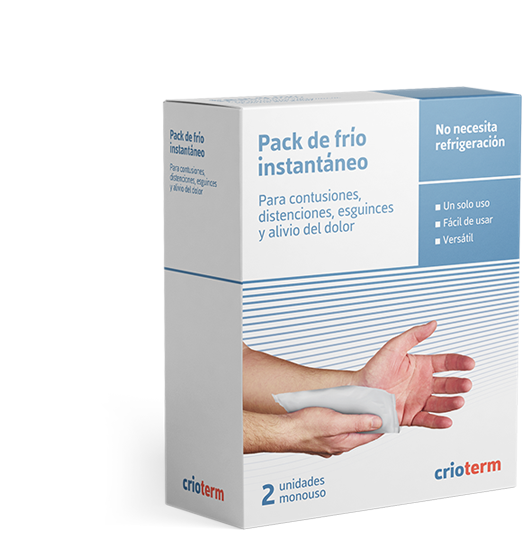 Pack de frío
instantáneo
Para contusiones,
distenciones, esguinces
y alivio del dolor
crioterm
Pack de frío
instantáneo
Para contusiones,
distenciones, esguinces
y alivio del dolor
No necesita
refrigeración
Un solo uso
Fácil de usar
Versátil
2 unidades
monouso
crioterm